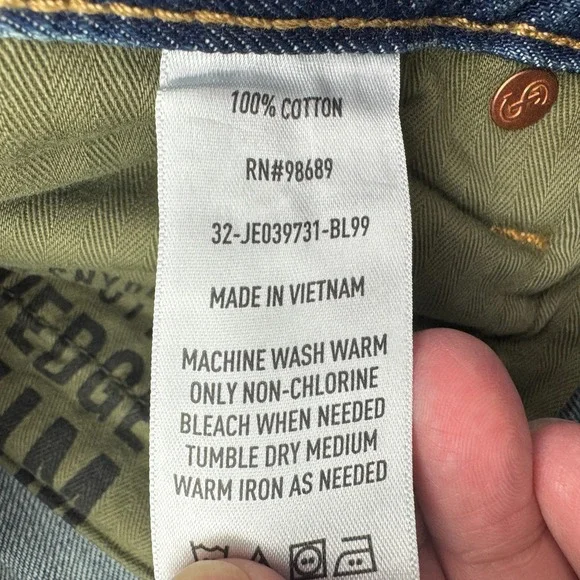 100% COTTON
RN#98689
32-JE039731-BL99
MADE IN VIETNAM
MACHINE WASH WARM
ONLY NON-CHLORINE
BLEACH WHEN NEEDED
TUMBLE DRY MEDIUM
WARM IRON AS NEEDED